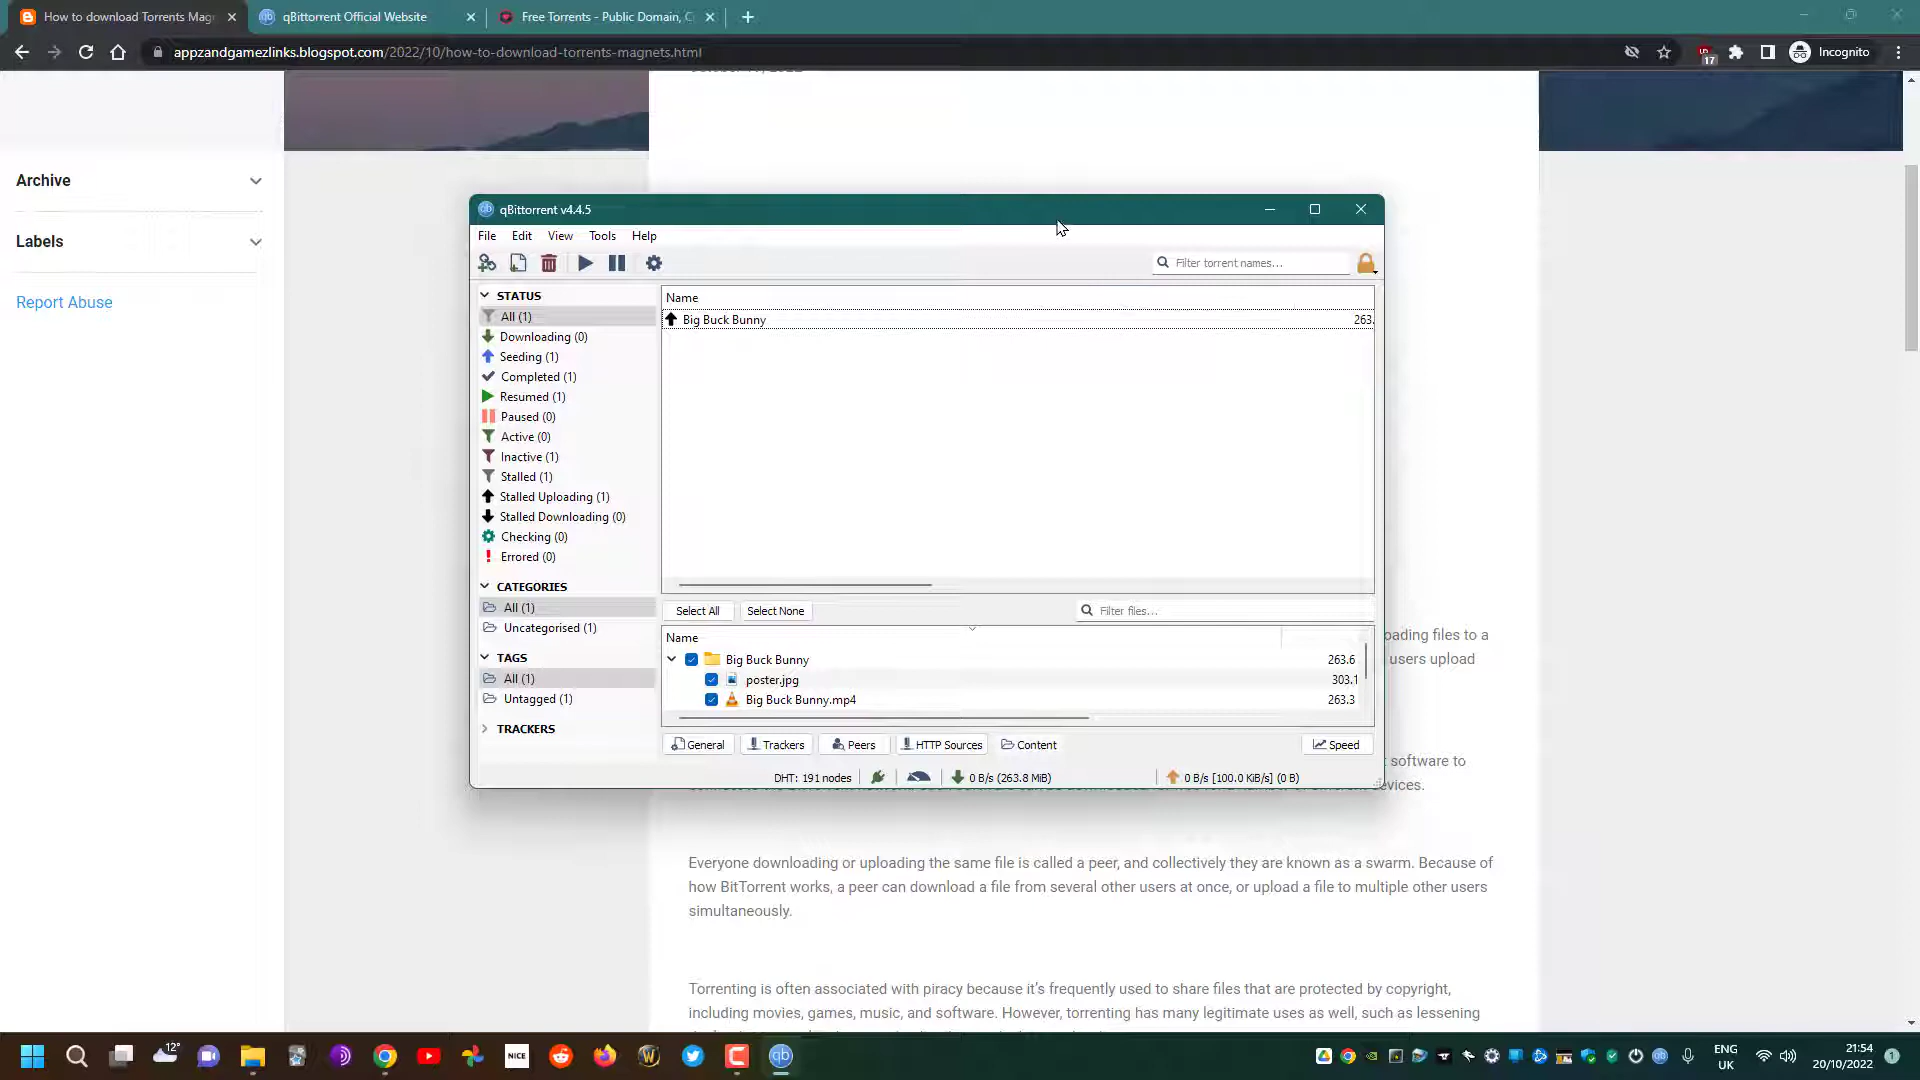 How to download Torrents Mag
qBittorrent Official Website
Free Torrents - Public Domain, C
appzandgamezlinks.blogspot.com/2022/10/how-to-download-torrents-magnets.html
17
Incognito
Archive
Labels
Report Abuse
qBittorrent v4.4.5
File Edit View Tools Help
Filter torrent names...
STATUS
All (1)
Downloading (0)
Seeding (1)
Completed (1)
Resumed (1)
Paused (0)
Active (0)
Inactive (1)
Stalled (1)
Stalled Uploading (1)
Stalled Downloading (0)
Checking (0)
Errored (0)
CATEGORIES
All (1)
Uncategorised (1)
TAGS
All (1)
Untagged (1)
TRACKERS
Name
Big Buck Bunny 263.
Select All Select None Filter files...
Name
Big Buck Bunny 263.6
poster.jpg 303.1
Big Buck Bunny.mp4 263.3
General Trackers Peers HTTP Sources Content Speed
DHT: 191 nodes 0 B/s (263.8 MiB) 0 B/s [100.0 KiB/s] (0 B)
oading files to a
users upload
software to
evices.
Everyone downloading or uploading the same file is called a peer, and collectively they are known as a swarm. Because of
how BitTorrent works, a peer can download a file from several other users at once, or upload a file to multiple other users
simultaneously.
Torrenting is often associated with piracy because it's frequently used to share files that are protected by copyright,
including movies, games, music, and software. However, torrenting has many legitimate uses as well, such as lessening
12°
NICE
ENG
UK
21:54
20/10/2022
1